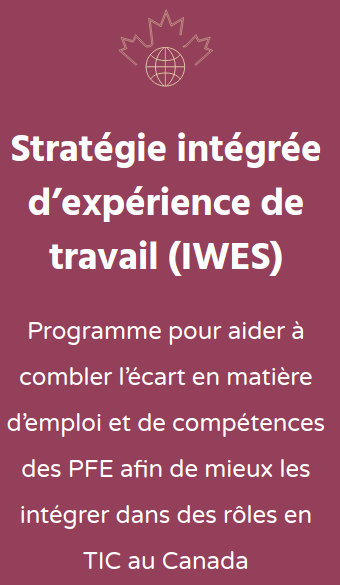 Stratégie intégrée
d’expérience de
travail (IWES)
Programme pour aider à
combler l’écart en matière
d’emploi et de compétences
des PFE afin de mieux les
intégrer dans des rôles en
TIC au Canada